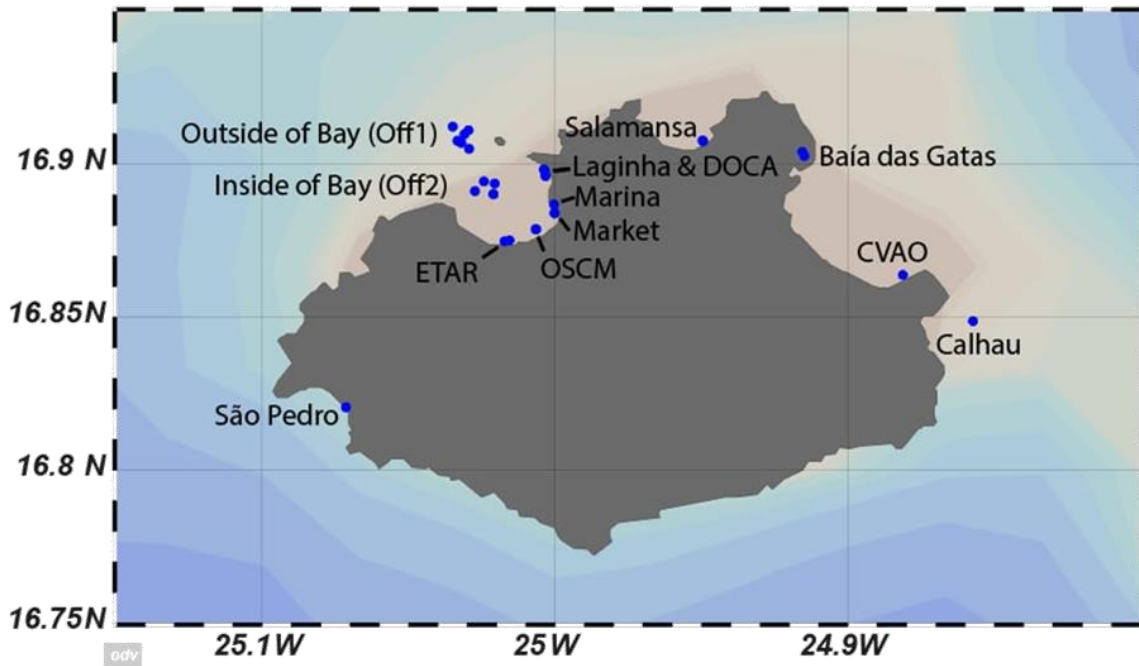 Outside of Bay (Off1)
Salamansa
16.9 N
Baía das Gatas
Laginha & DOCA
Inside of Bay (Off2)
Marina
Market
CVAO
ETAR
OSCM
16.85N
Calhau
São Pedro
16.8 N
16.75N
25.1W
25W
24.9W
odv